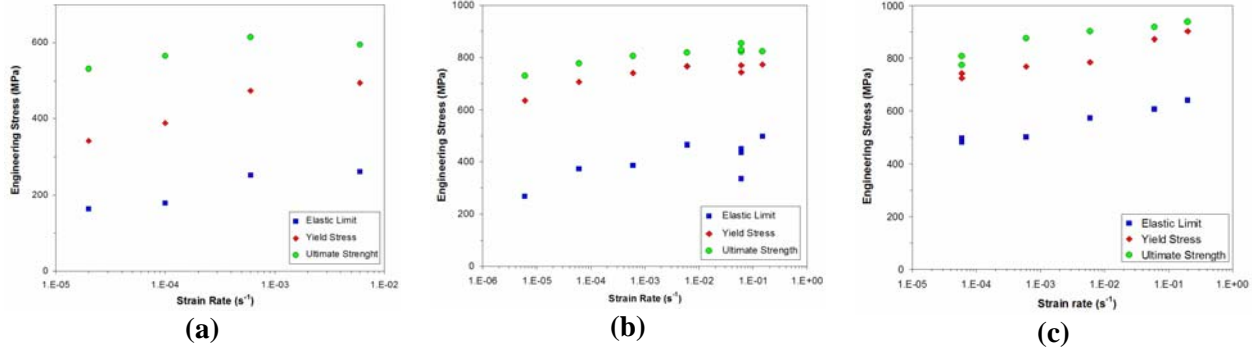 600
400
200
0
Engineering Stress (MPa)
Elastic Limit
Yield Stress
Ultimate Strenght
1.E-05
1.E-04
1.E-03
1.E-02
Strain Rate (s⁻¹)
(a)
1000
800
600
400
200
0
Engineering Stress (MPa)
Elastic Limit
Yield Stress
Ultimate Strength
1.E-06
1.E-05
1.E-04
1.E-03
1.E-02
1.E-01
1.E+00
Strain Rate (s⁻¹)
(b)
1000
800
600
400
200
0
Engineering Stress (MPa)
Elastic Limit
Yield Stress
Ultimate Strength
1.E-05
1.E-04
1.E-03
1.E-02
1.E-01
1.E+00
Strain rate (s⁻¹)
(c)